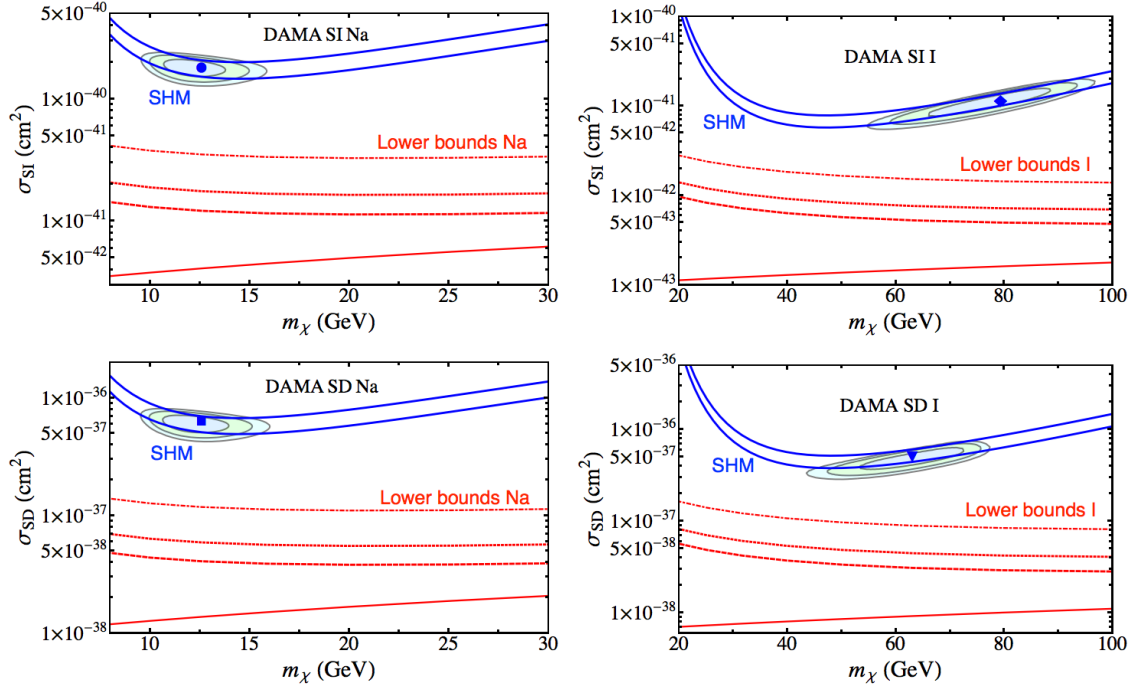 DAMA SI Na
SHM
Lower bounds Na
5×10⁻⁴⁰
1×10⁻⁴⁰
5×10⁻⁴¹
1×10⁻⁴¹
5×10⁻⁴²
σSI (cm²)
10 15 20 25 30
mχ (GeV)
DAMA SI I
SHM
Lower bounds I
1×10⁻⁴⁰
5×10⁻⁴¹
1×10⁻⁴¹
5×10⁻⁴²
1×10⁻⁴²
5×10⁻⁴³
1×10⁻⁴³
σSI (cm²)
20 40 60 80 100
mχ (GeV)
DAMA SD Na
SHM
Lower bounds Na
1×10⁻³⁶
5×10⁻³⁷
1×10⁻³⁷
5×10⁻³⁸
1×10⁻³⁸
σSD (cm²)
10 15 20 25 30
mχ (GeV)
DAMA SD I
SHM
Lower bounds I
5×10⁻³⁶
1×10⁻³⁶
5×10⁻³⁷
1×10⁻³⁷
5×10⁻³⁸
1×10⁻³⁸
σSD (cm²)
20 40 60 80 100
mχ (GeV)